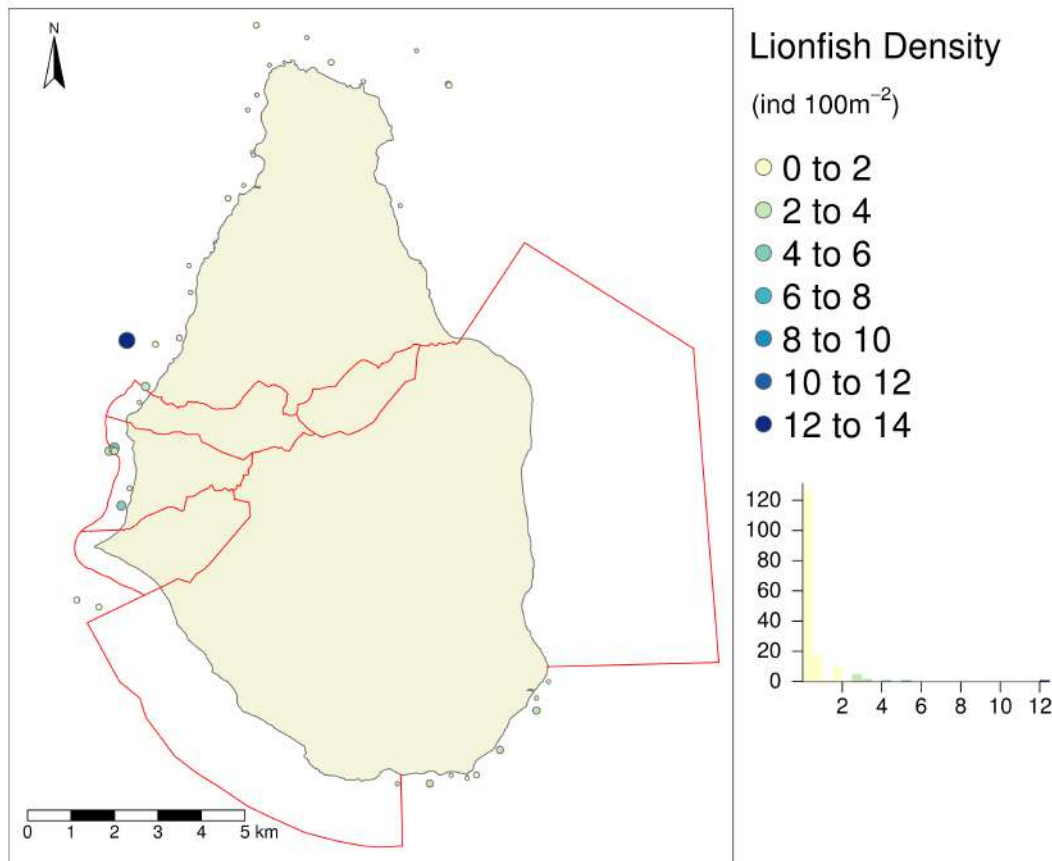 N
0 1 2 3 4 5 km
Lionfish Density
(ind 100m⁻²)
0 to 2
2 to 4
4 to 6
6 to 8
8 to 10
10 to 12
12 to 14
120
100
80
60
40
20
0
2 4 6 8 10 12